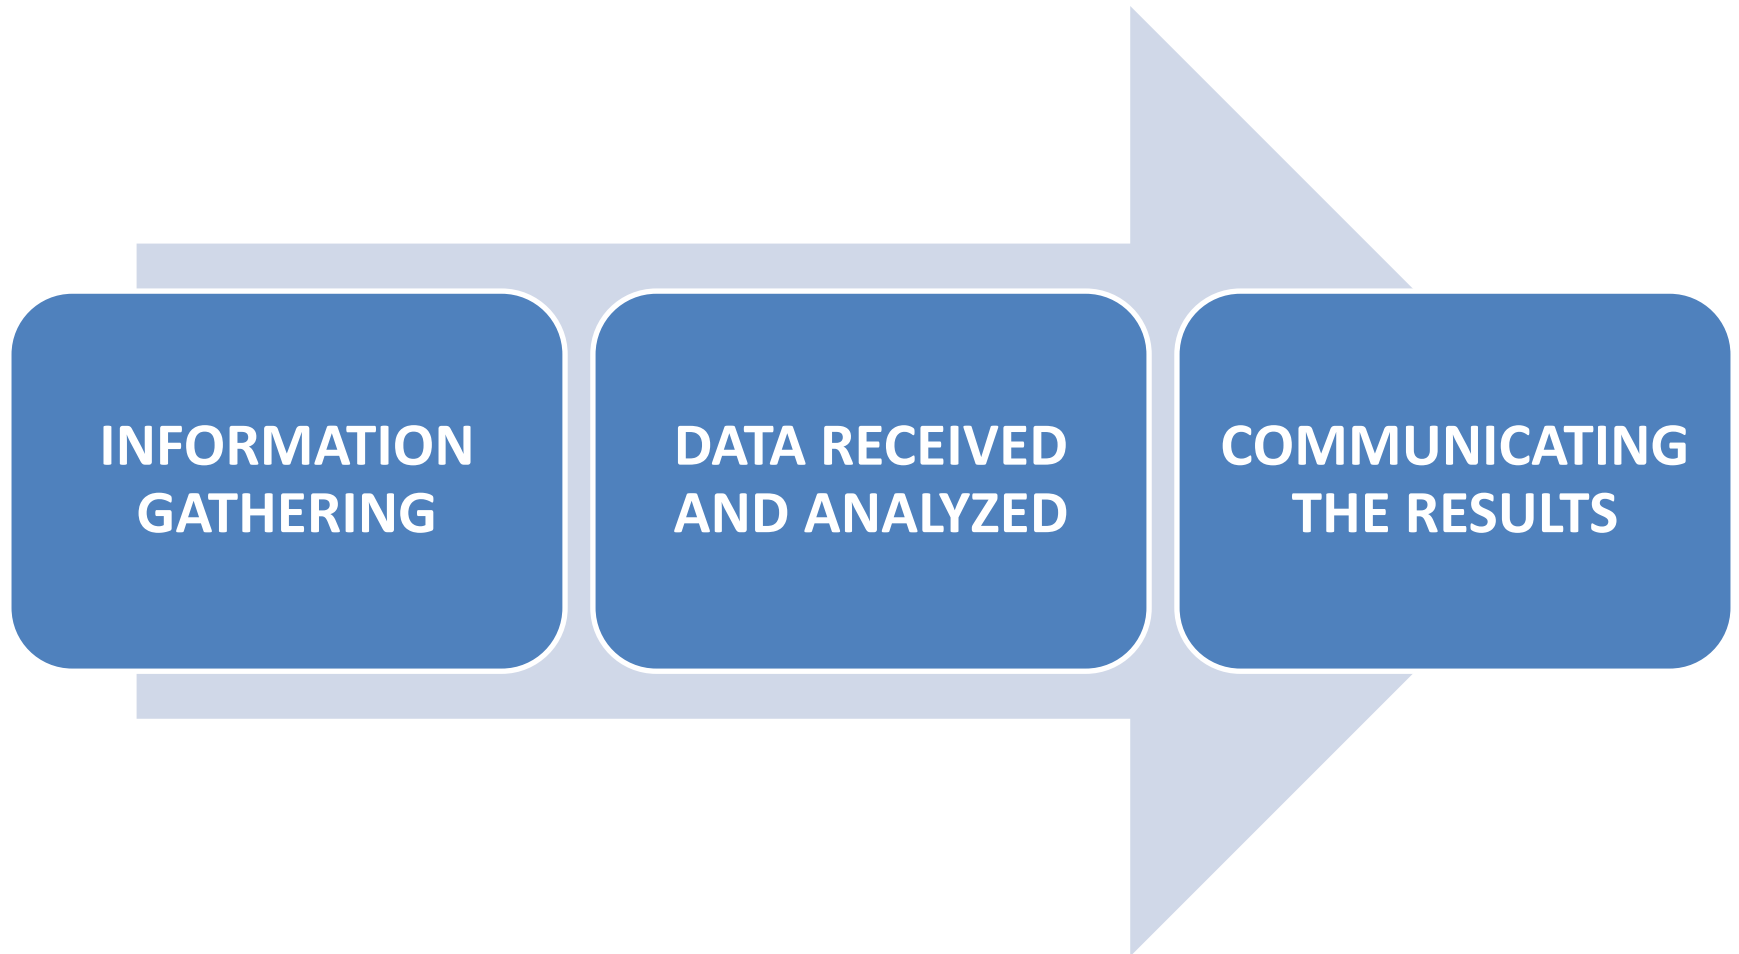 INFORMATION
GATHERING
DATA RECEIVED
AND ANALYZED
COMMUNICATING
THE RESULTS